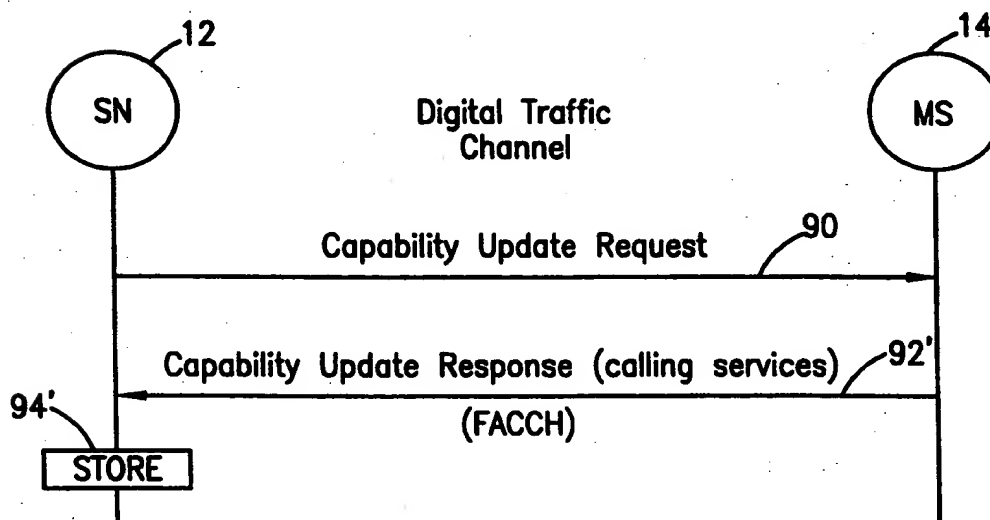 12
14
SN
Digital Traffic
Channel
MS
90
Capability Update Request
Capability Update Response (calling services)
92'
(FACCH)
94'
STORE